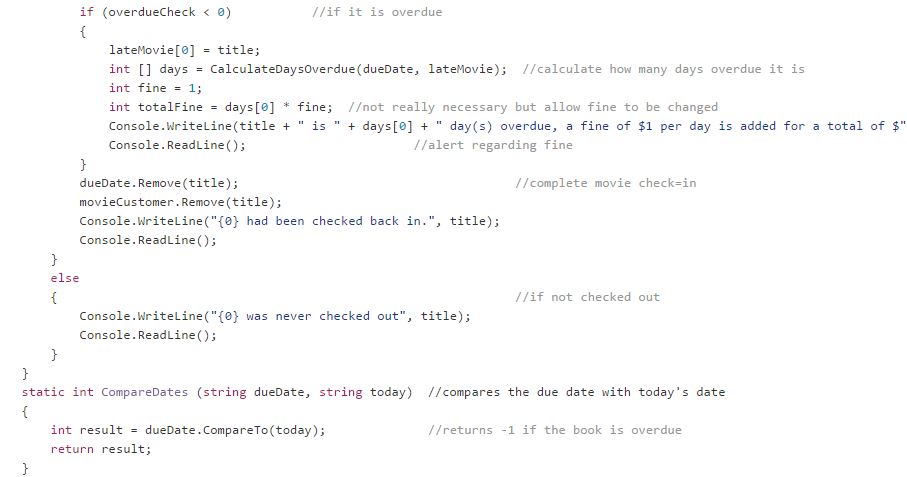 if (overdueCheck < 0)           //if it is overdue
{
    lateMovie[0] = title;
    int [] days = CalculateDaysOverdue(dueDate, lateMovie);  //calculate how many days overdue it is
    int fine = 1;
    int totalFine = days[0] * fine;  //not really necessary but allow fine to be changed
    Console.WriteLine(title + " is " + days[0] + " day(s) overdue, a fine of $1 per day is added for a total of $"
    Console.ReadLine();                       //alert regarding fine
}
dueDate.Remove(title);                                      //complete movie check=in
movieCustomer.Remove(title);
Console.WriteLine("{0} had been checked back in.", title);
Console.ReadLine();
}
else
{                                                               //if not checked out
    Console.WriteLine("{0} was never checked out", title);
    Console.ReadLine();
}
}
static int CompareDates (string dueDate, string today)  //compares the due date with today's date
{
    int result = dueDate.CompareTo(today);              //returns -1 if the book is overdue
    return result;
}